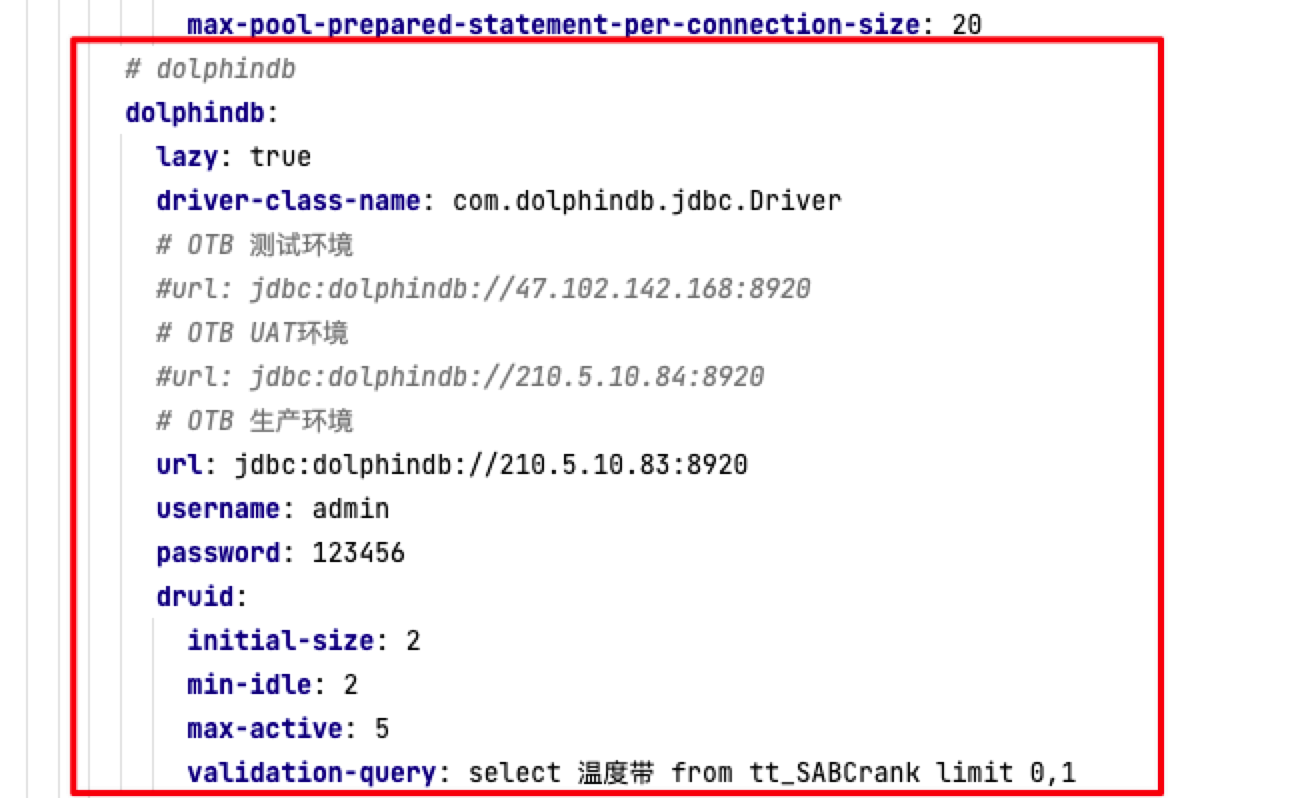 max-pool-prepared-statement-per-connection-size: 20
# dolphindb
dolphindb:
lazy: true
driver-class-name: com.dolphindb.jdbc.Driver
# OTB 测试环境
#url: jdbc:dolphindb://47.102.142.168:8920
# OTB UAT环境
#url: jdbc:dolphindb://210.5.10.84:8920
# OTB 生产环境
url: jdbc:dolphindb://210.5.10.83:8920
username: admin
password: 123456
druid:
initial-size: 2
min-idle: 2
max-active: 5
validation-query: select 温度带 from tt_SABCrank limit 0,1